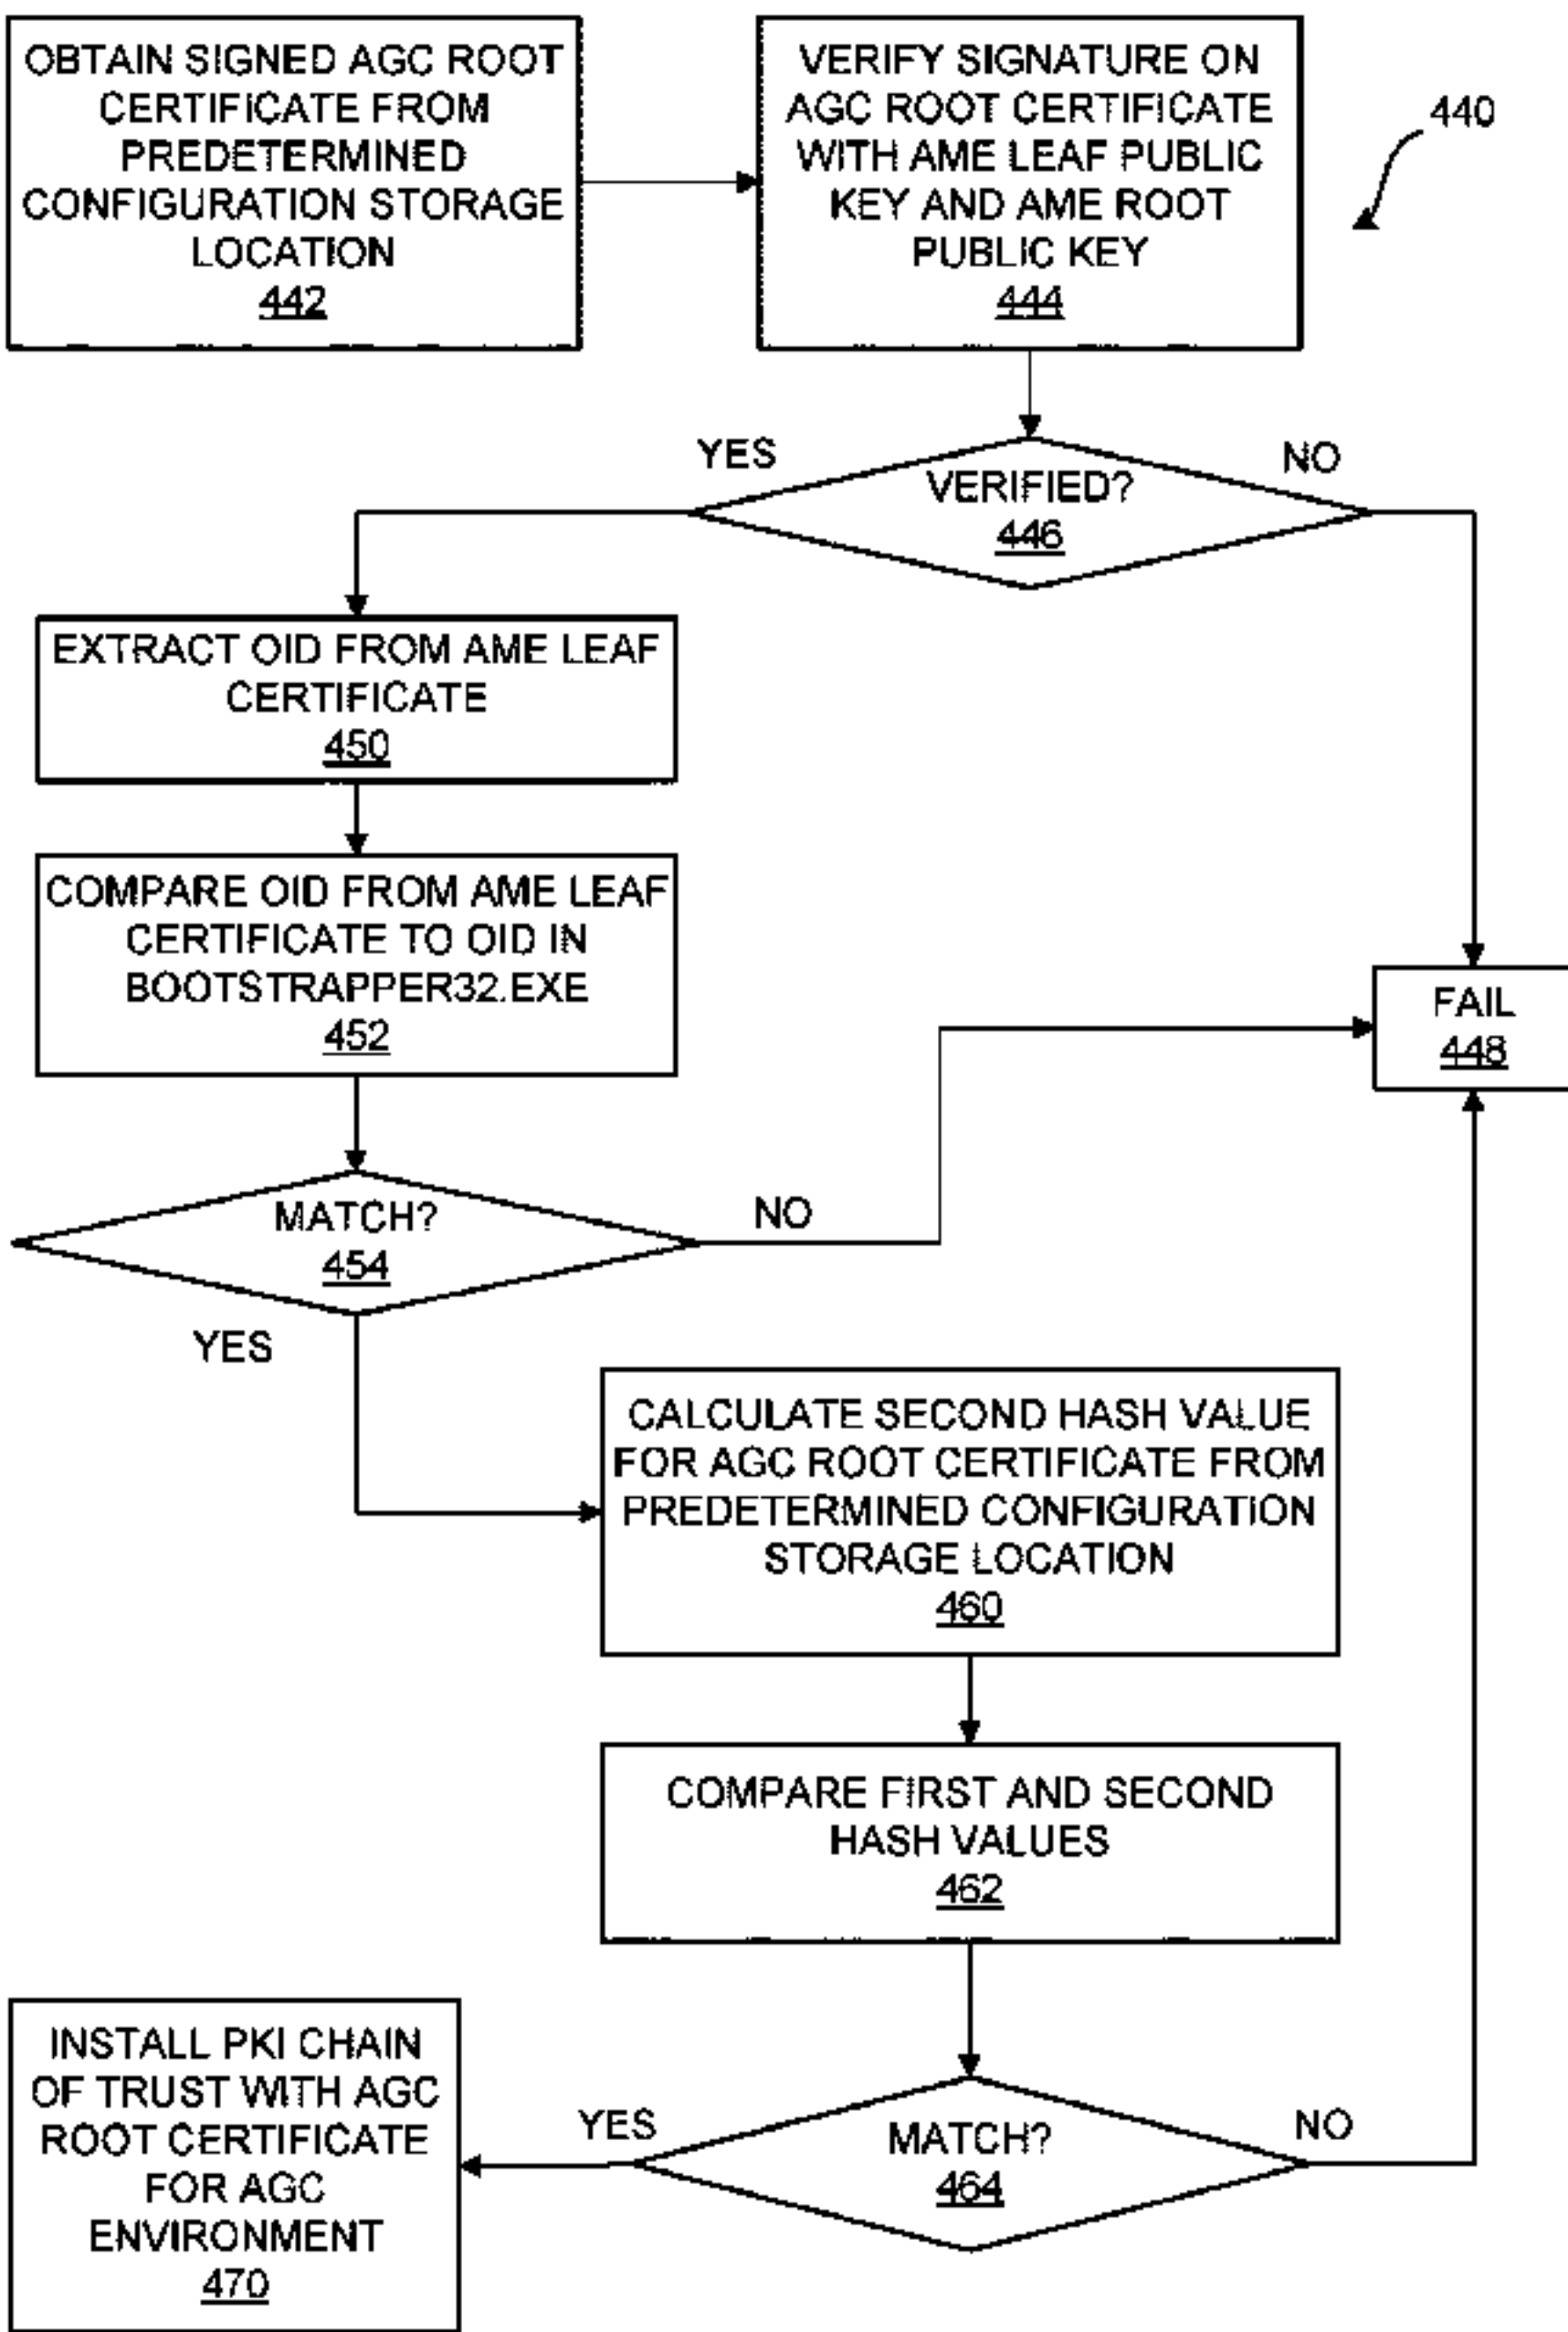 OBTAIN SIGNED AGC ROOT
CERTIFICATE FROM
PREDETERMINED
CONFIGURATION STORAGE
LOCATION
442
VERIFY SIGNATURE ON
AGC ROOT CERTIFICATE
WITH AME LEAF PUBLIC
KEY AND AME ROOT
PUBLIC KEY
444
440
YES
NO
VERIFIED?
446
EXTRACT OID FROM AME LEAF
CERTIFICATE
450
COMPARE OID FROM AME LEAF
CERTIFICATE TO OID IN
BOOTSTRAPPER32.EXE
452
FAIL
448
MATCH?
454
NO
YES
CALCULATE SECOND HASH VALUE
FOR AGC ROOT CERTIFICATE FROM
PREDETERMINED CONFIGURATION
STORAGE LOCATION
460
COMPARE FIRST AND SECOND
HASH VALUES
462
INSTALL PKI CHAIN
OF TRUST WITH AGC
ROOT CERTIFICATE
FOR AGC
ENVIRONMENT
470
YES
MATCH?
464
NO